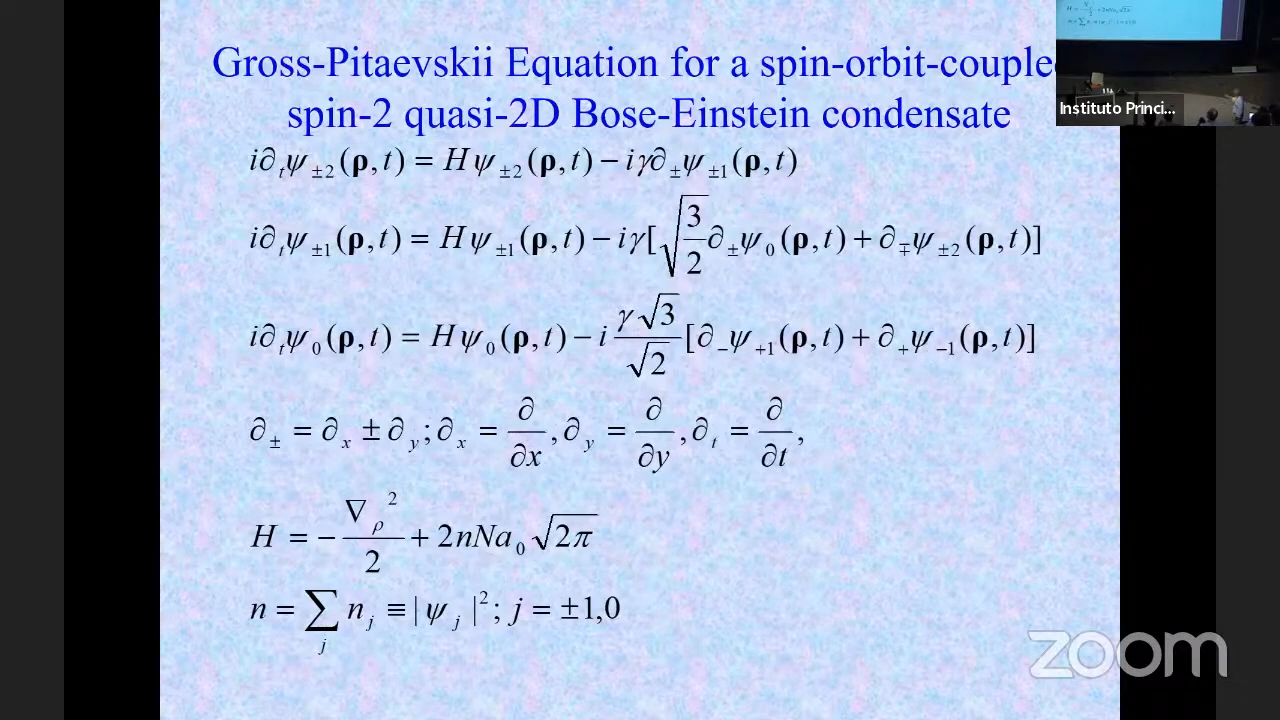 Gross-Pitaevskii Equation for a spin-orbit-couple
spin-2 quasi-2D Bose-Einstein condensate
i∂ₜψ±₂(ρ,t) = Hψ±₂(ρ,t) − iγ∂±ψ±₁(ρ,t)
i∂ₜψ±₁(ρ,t) = Hψ±₁(ρ,t) − iγ[√(3/2) ∂±ψ₀(ρ,t) + ∂∓ψ±₂(ρ,t)]
i∂ₜψ₀(ρ,t) = Hψ₀(ρ,t) − i (γ√3/√2) [∂₋ψ₊₁(ρ,t) + ∂₊ψ₋₁(ρ,t)]
∂± = ∂ₓ ± ∂ᵧ; ∂ₓ = ∂/∂x, ∂ᵧ = ∂/∂y, ∂ₜ = ∂/∂t,
H = −∇ρ²/2 + 2nNa₀√2π
n = ∑ⱼ nⱼ ≡ |ψⱼ|²; j = ±1,0
Instituto Princi...
zoom